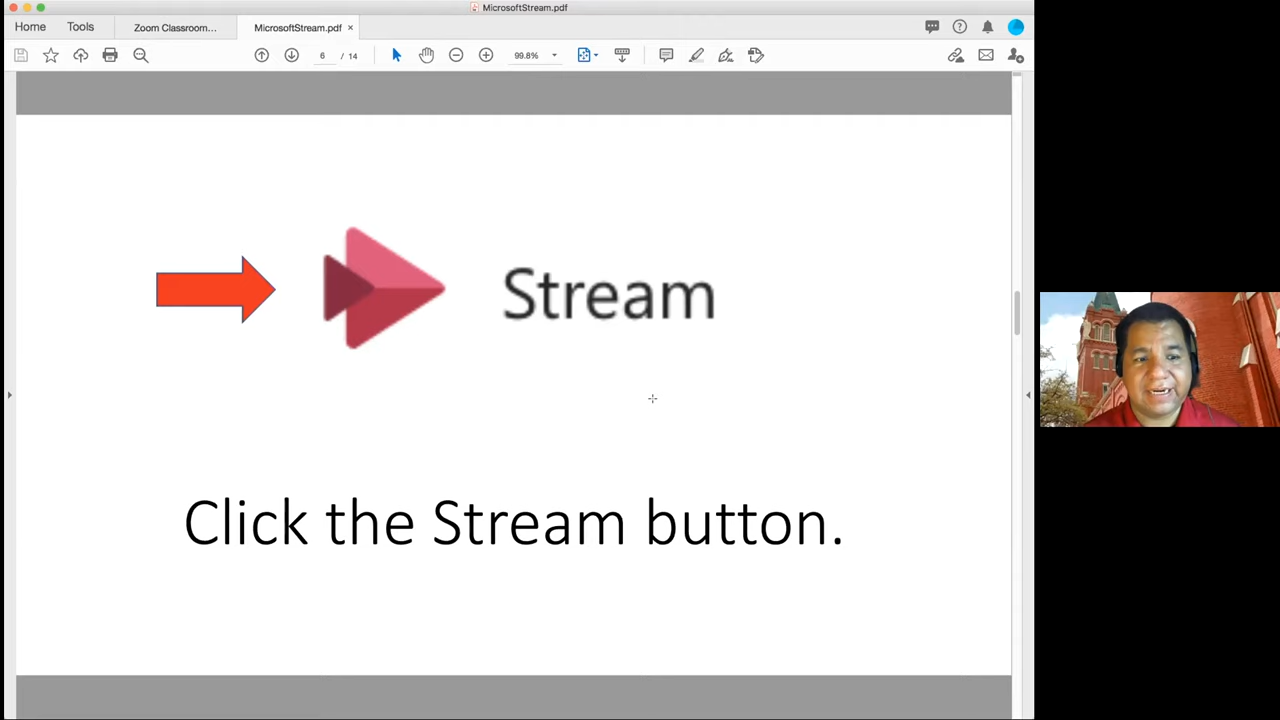 MicrosoftStream.pdf
Home Tools Zoom Classroom... MicrosoftStream.pdf ×
6 / 14 99.8%
Stream
Click the Stream button.